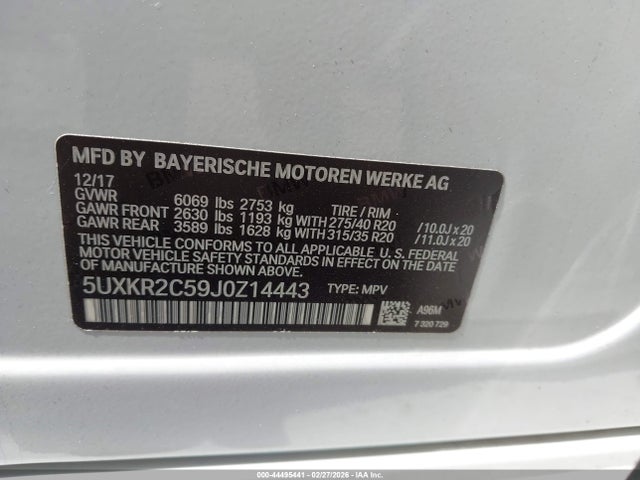 MFD BY BAYERISCHE MOTOREN WERKE AG
12/17
GVWR 6069 lbs 2753 kg TIRE / RIM
GAWR FRONT 2630 lbs 1193 kg WITH 275/40 R20 /10.0J x 20
GAWR REAR 3589 lbs 1628 kg WITH 315/35 R20 /11.0J x 20
THIS VEHICLE CONFORMS TO ALL APPLICABLE U.S. FEDERAL
MOTOR VEHICLE SAFETY STANDARDS IN EFFECT
ON THE DATE OF MANUFACTURE SHOWN ABOVE.
5UXKR2C59J0Z14443 TYPE: MPV
A96M
7 320 729
000-44495441 - 02/27/2026 - IAA Inc.